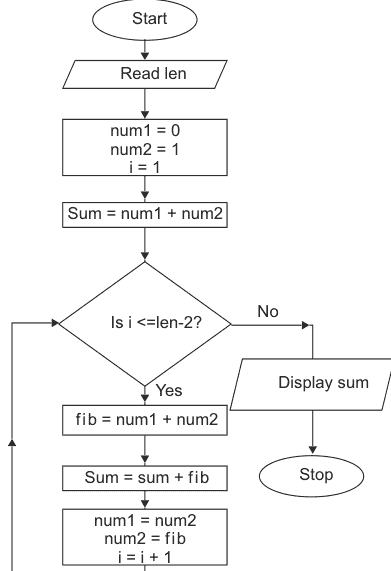 Start
Read len
num1 = 0
num2 = 1
i = 1
Sum = num1 + num2
Is i <=len-2?
No
Display sum
Yes
fib = num1 + num2
Stop
Sum = sum + fib
num1 = num2
num2 = fib
i = i + 1